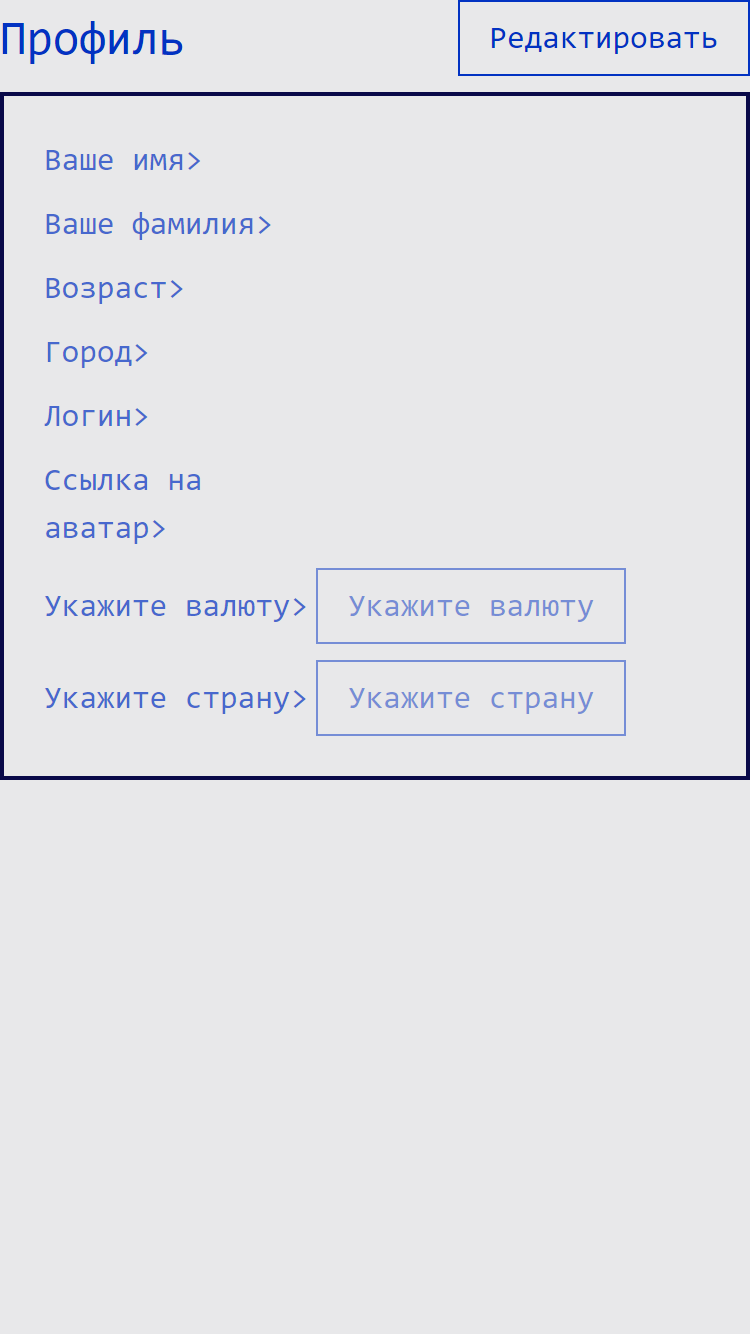 Профиль
Редактировать
Ваше имя>
Ваше фамилия>
Возраст>
Город>
Логин>
Ссылка на
аватар>
Укажите валюту> Укажите валюту
Укажите страну> Укажите страну